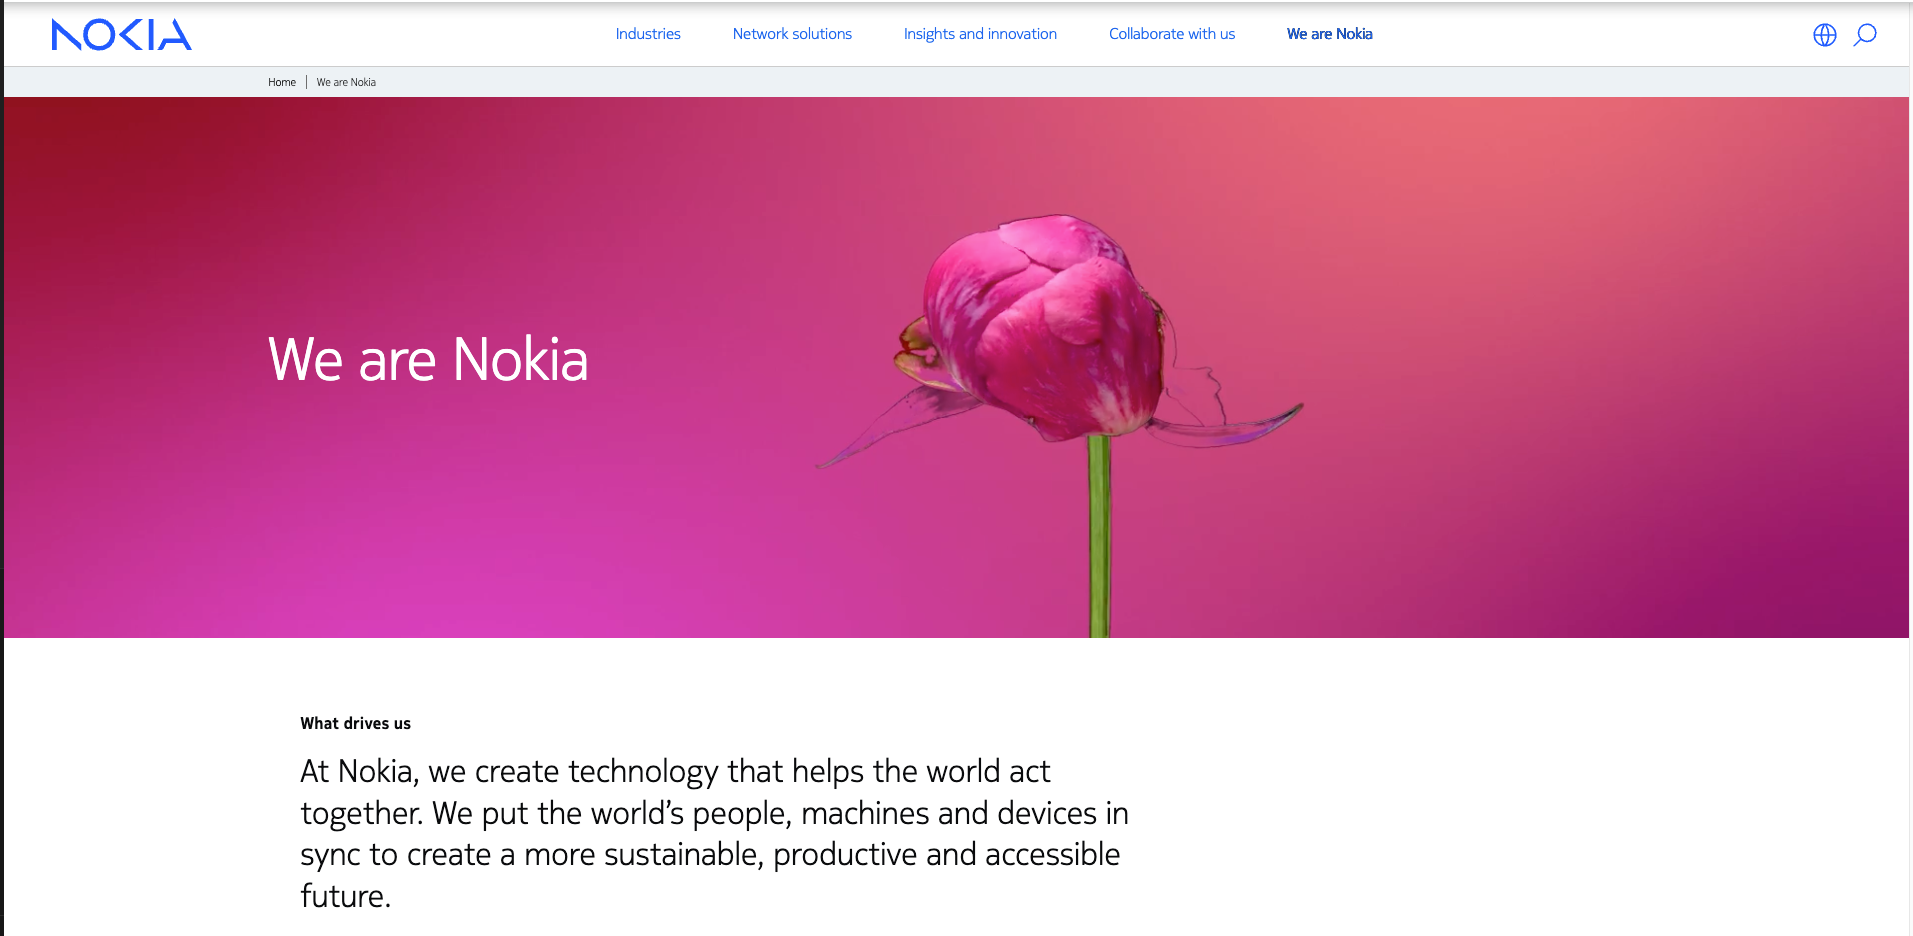 NOKIA
Industries
Network solutions
Insights and innovation
Collaborate with us
We are Nokia
Home
We are Nokia
We are Nokia
What drives us
At Nokia, we create technology that helps the world act
together. We put the world’s people, machines and devices in
sync to create a more sustainable, productive and accessible
future.